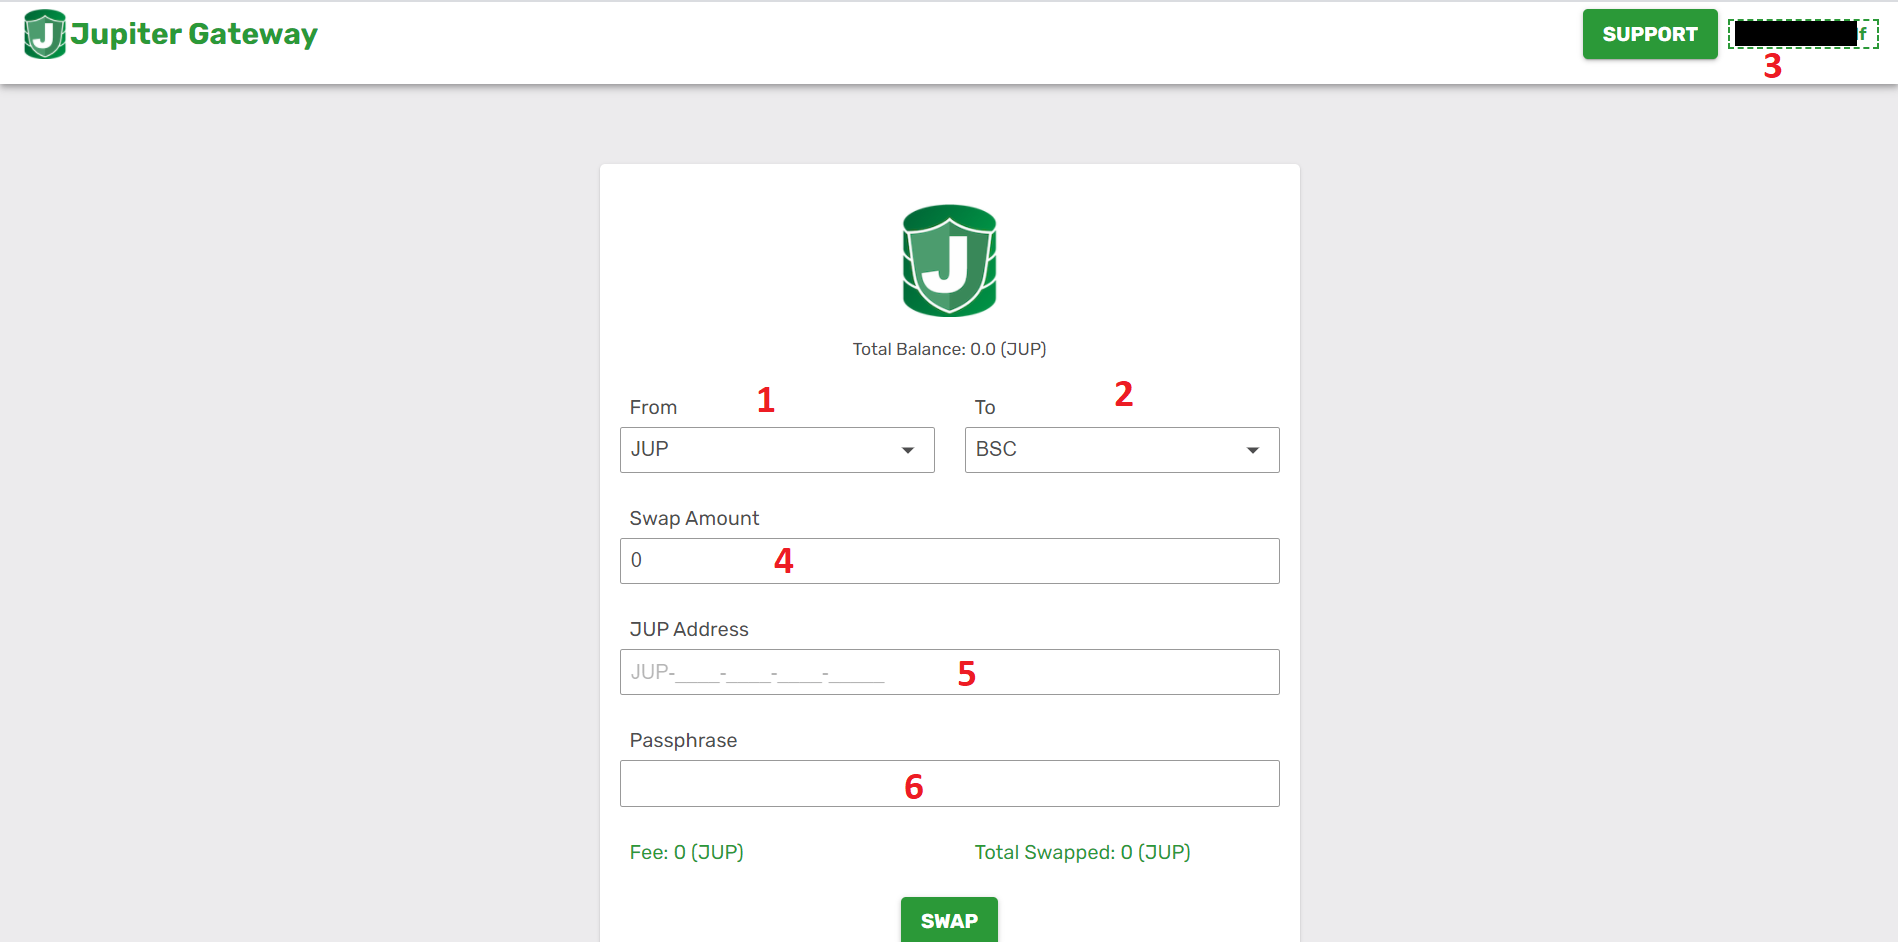 J Jupiter Gateway
SUPPORT
f
3
J
Total Balance: 0.0 (JUP)
1
2
From
To
JUP
BSC
Swap Amount
0
4
JUP Address
JUP-____-____-____-_____
5
Passphrase
6
Fee: 0 (JUP)
Total Swapped: 0 (JUP)
SWAP